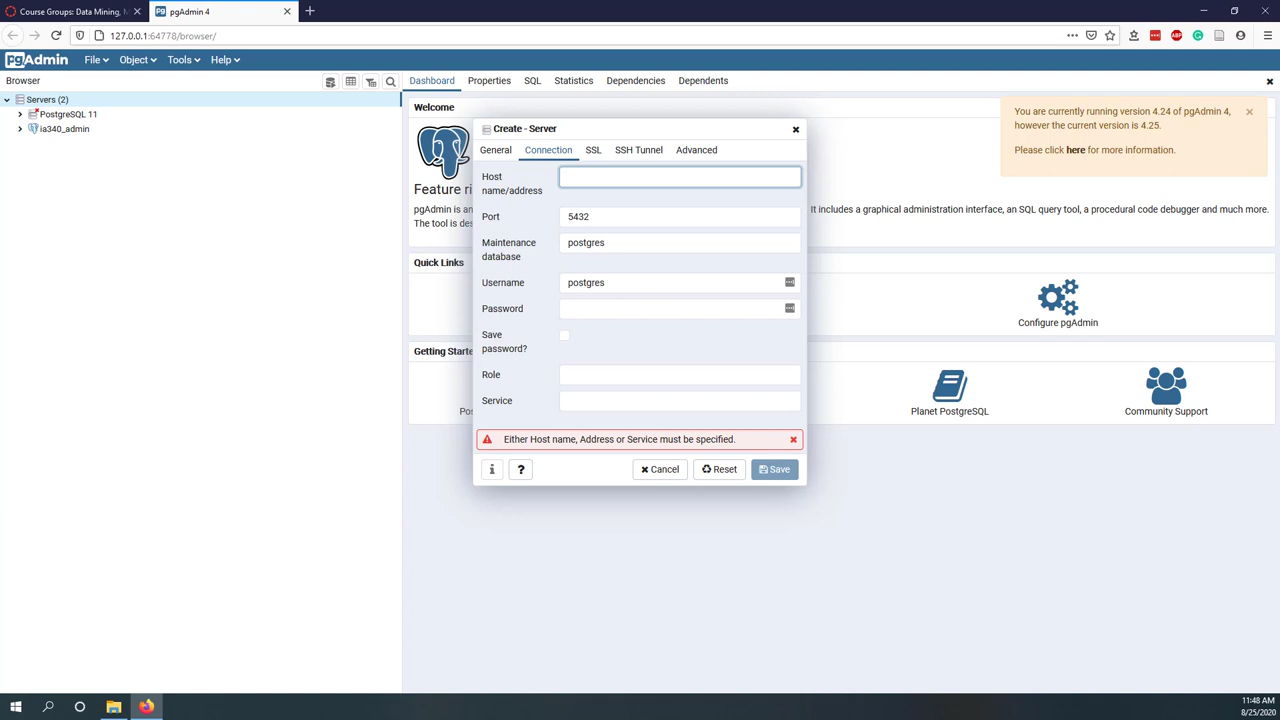 Course Groups: Data Mining, M
pgAdmin 4
127.0.0.1:64778/browser/
pgAdmin
File Object Tools Help
Browser
Dashboard Properties SQL Statistics Dependencies Dependents
Servers (2)
PostgreSQL 11
ia340_admin
Welcome
You are currently running version 4.24 of pgAdmin 4,
however the current version is 4.25.
Please click here for more information.
Feature ri
pgAdmin is an
It includes a graphical administration interface, an SQL query tool, a procedural code debugger and much more.
The tool is des
Quick Links
Configure pgAdmin
Getting Starte
Pos
Planet PostgreSQL
Community Support
Create - Server
General Connection SSL SSH Tunnel Advanced
Host
name/address
Port 5432
Maintenance
database
postgres
Username postgres
Password
Save
password?
Role
Service
Either Host name, Address or Service must be specified.
i ? Cancel Reset Save
11:48 AM
8/25/2020